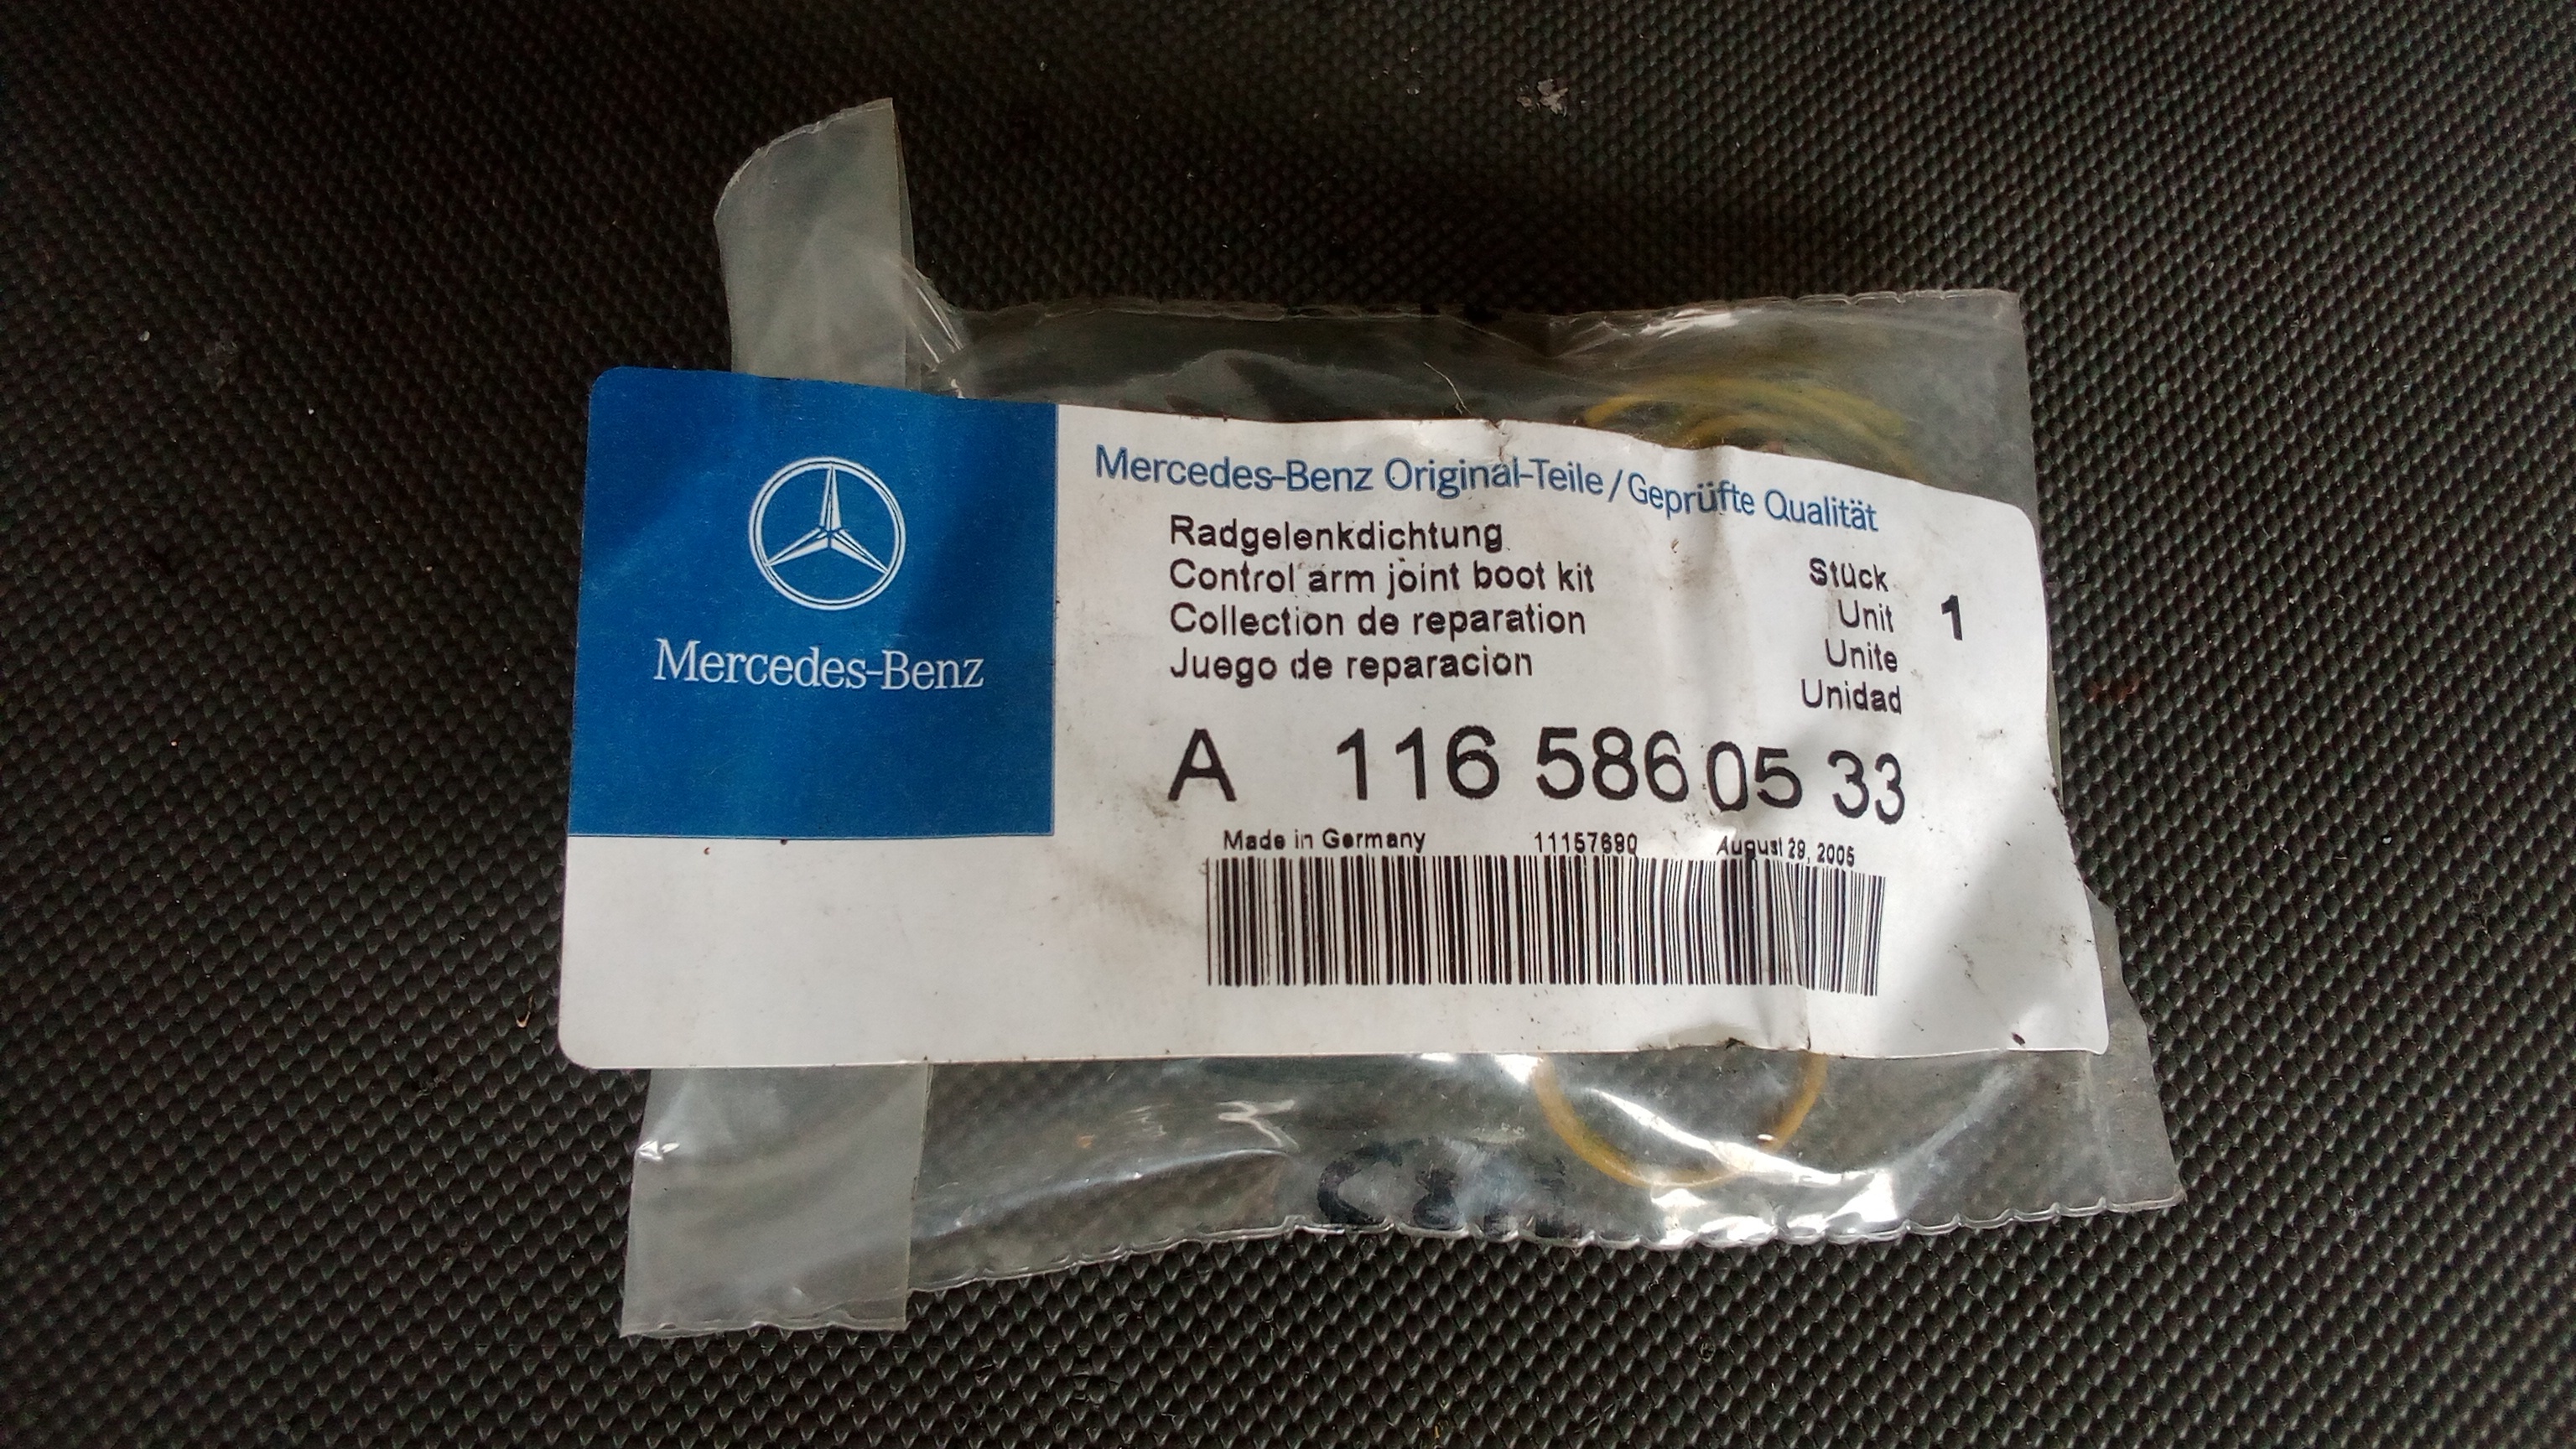 Mercedes-Benz
Mercedes-Benz Original-Teile / Geprüfte Qualität
Radgelenkdichtung
Control arm joint boot kit
Collection de reparation
Juego de reparacion
Stück
Unit
Unite
Unidad
1
A 116 586 05 33
Made in Germany 11157690 August 29, 2005